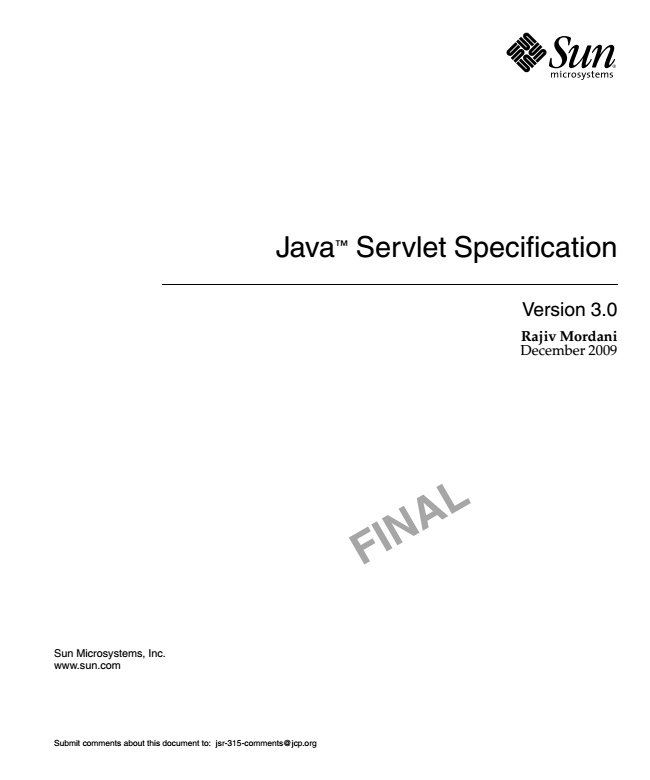 Sun
microsystems
Java™ Servlet Specification
Version 3.0
Rajiv Mordani
December 2009
FINAL
Sun Microsystems, Inc.
www.sun.com
Submit comments about this document to: jsr-315-comments@jcp.org